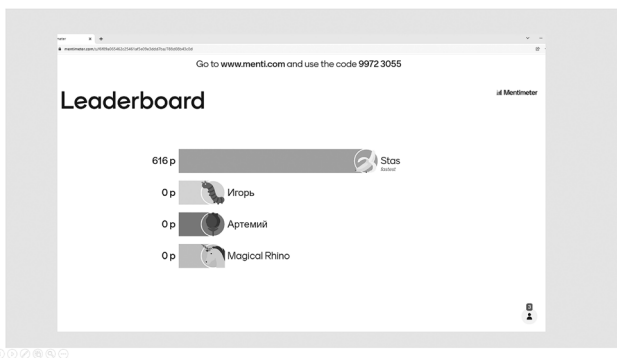 Go to www.menti.com and use the code 9972 3055
Leaderboard
Mentimeter
616 p Stas
fastest
0 p Игорь
0 p Артемий
0 p Magical Rhino
3